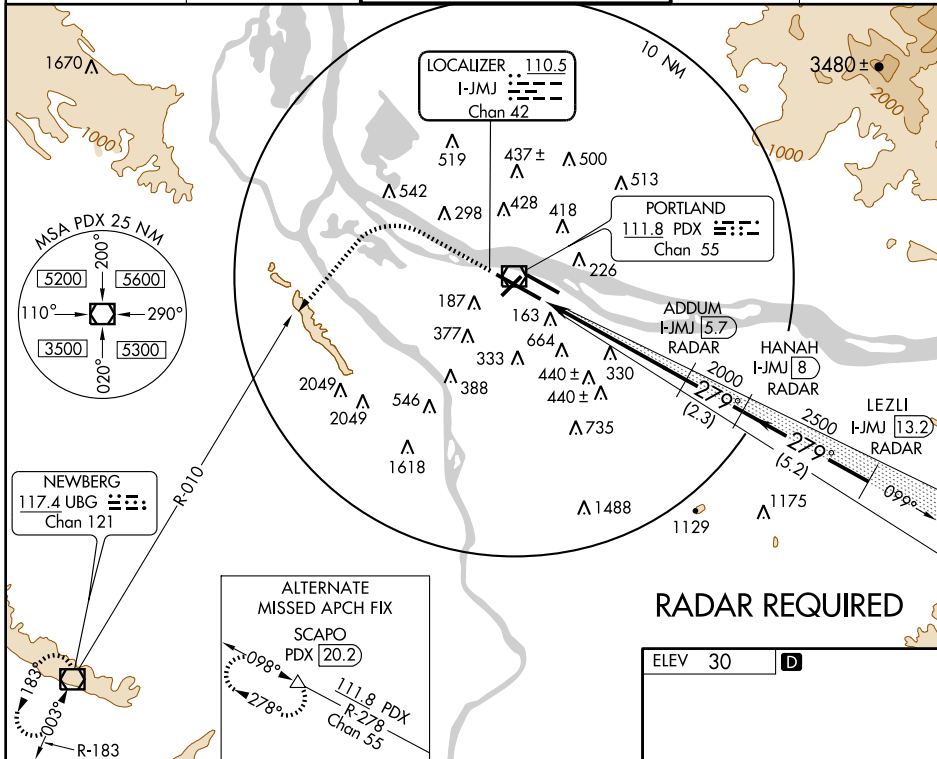 1670
3480±
2000
1000
1000
10 NM
LOCALIZER 110.5
I-JMJ
Chan 42
519
437 ±
500
542
298
428
418
513
PORTLAND
111.8 PDX
Chan 55
226
MSA PDX 25 NM
5200
200°
5600
110°
290°
3500
020°
5300
187
163
377
664
333
330
440 ±
440 ±
388
2049
2049
546
735
1618
1488
1129
1175
ADDUM
I-JMJ 5.7
RADAR
HANAH
I-JMJ 8
RADAR
LEZLI
I-JMJ 13.2
RADAR
2000
279°
(2.3)
2500
279°
(5.2)
099°
R-010
NEWBERG
117.4 UBG
Chan 121
183°
003°
R-183
ALTERNATE
MISSED APCH FIX
SCAPO
PDX 20.2
098°
278°
111.8 PDX
R-278
Chan 55
RADAR REQUIRED
ELEV 30 D